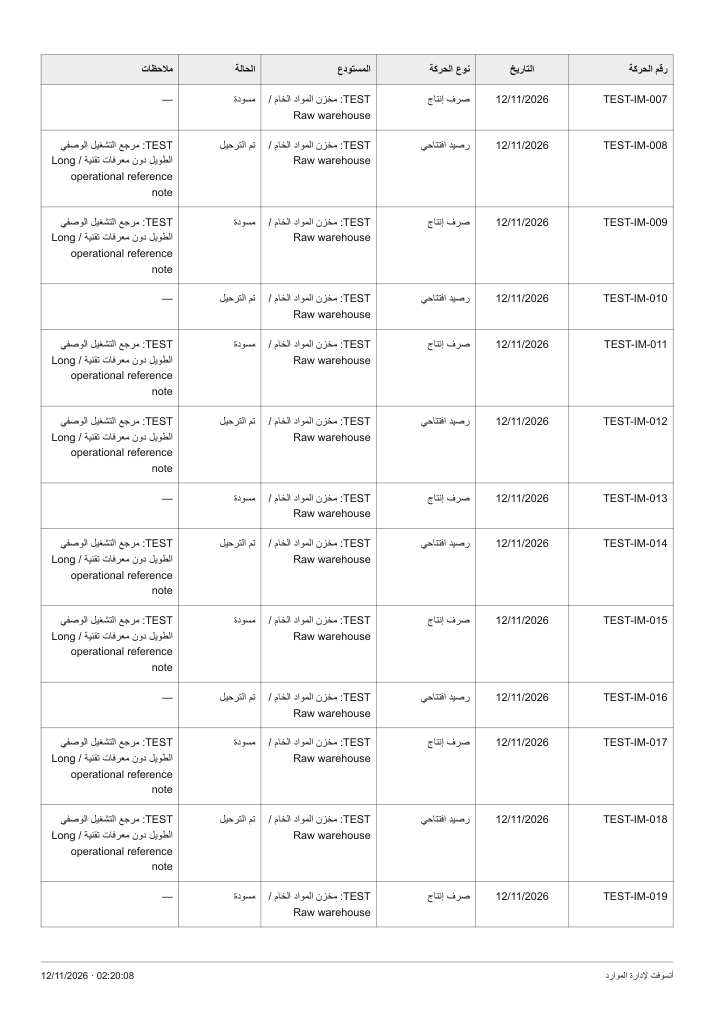 رقم الحركة التاريخ نوع الحركة المستودع الحالة ملاحظات
TEST-IM-007 12/11/2026 صرف إنتاج TEST: مخزن المواد الخام / مسودة —
Raw warehouse
TEST-IM-008 12/11/2026 رصيد افتتاحي TEST: مخزن المواد الخام / تم الترحيل TEST: مرجع التشغيل الوصفي
Raw warehouse الطويل دون معرفات تقنية / Long
operational reference
note
TEST-IM-009 12/11/2026 صرف إنتاج TEST: مخزن المواد الخام / مسودة TEST: مرجع التشغيل الوصفي
Raw warehouse الطويل دون معرفات تقنية / Long
operational reference
note
TEST-IM-010 12/11/2026 رصيد افتتاحي TEST: مخزن المواد الخام / تم الترحيل —
Raw warehouse
TEST-IM-011 12/11/2026 صرف إنتاج TEST: مخزن المواد الخام / مسودة TEST: مرجع التشغيل الوصفي
Raw warehouse الطويل دون معرفات تقنية / Long
operational reference
note
TEST-IM-012 12/11/2026 رصيد افتتاحي TEST: مخزن المواد الخام / تم الترحيل TEST: مرجع التشغيل الوصفي
Raw warehouse الطويل دون معرفات تقنية / Long
operational reference
note
TEST-IM-013 12/11/2026 صرف إنتاج TEST: مخزن المواد الخام / مسودة —
Raw warehouse
TEST-IM-014 12/11/2026 رصيد افتتاحي TEST: مخزن المواد الخام / تم الترحيل TEST: مرجع التشغيل الوصفي
Raw warehouse الطويل دون معرفات تقنية / Long
operational reference
note
TEST-IM-015 12/11/2026 صرف إنتاج TEST: مخزن المواد الخام / مسودة TEST: مرجع التشغيل الوصفي
Raw warehouse الطويل دون معرفات تقنية / Long
operational reference
note
TEST-IM-016 12/11/2026 رصيد افتتاحي TEST: مخزن المواد الخام / تم الترحيل —
Raw warehouse
TEST-IM-017 12/11/2026 صرف إنتاج TEST: مخزن المواد الخام / مسودة TEST: مرجع التشغيل الوصفي
Raw warehouse الطويل دون معرفات تقنية / Long
operational reference
note
TEST-IM-018 12/11/2026 رصيد افتتاحي TEST: مخزن المواد الخام / تم الترحيل TEST: مرجع التشغيل الوصفي
Raw warehouse الطويل دون معرفات تقنية / Long
operational reference
note
TEST-IM-019 12/11/2026 صرف إنتاج TEST: مخزن المواد الخام / مسودة —
Raw warehouse
أتسوفت لإدارة الموارد 12/11/2026 · 02:20:08